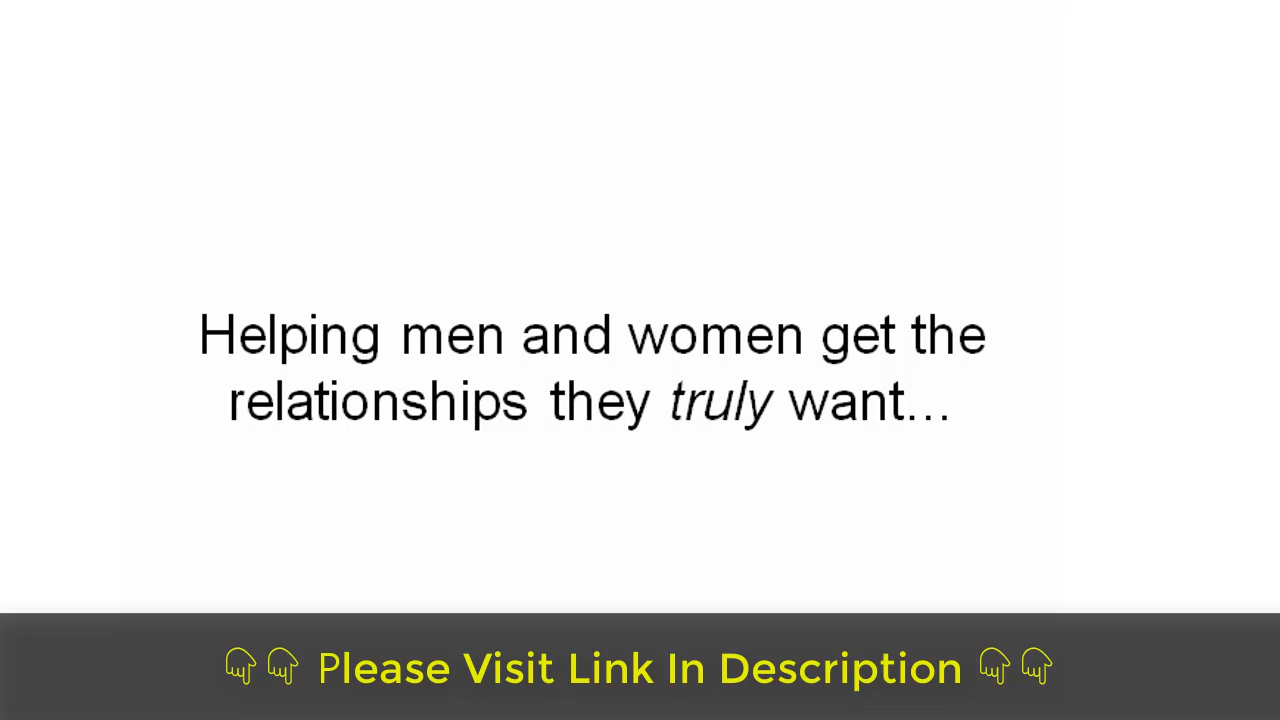 Helping men and women get the
relationships they truly want...
Please Visit Link In Description